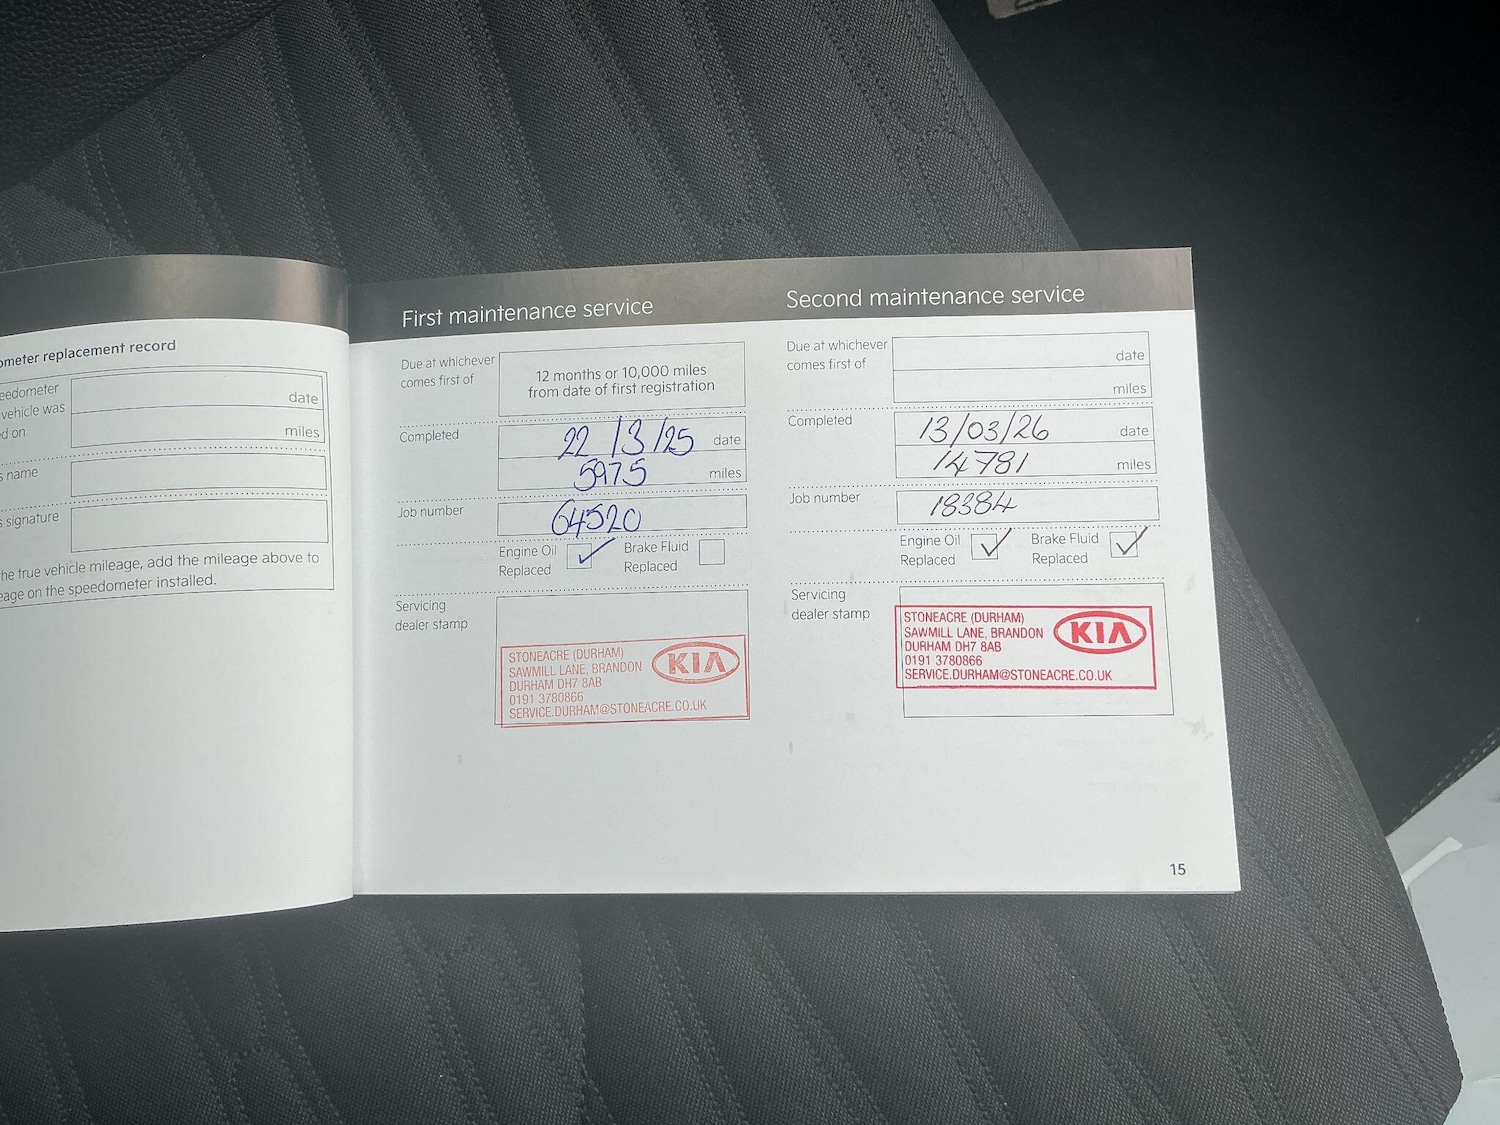 ometer replacement record
eedometer
vehicle was
d on
date
miles
s name
s signature
he true vehicle mileage, add the mileage above to
eage on the speedometer installed.
First maintenance service
Due at whichever
comes first of
12 months or 10,000 miles
from date of first registration
Completed
22/3/25 date
5975 miles
Job number
64520
Engine Oil
Replaced
Brake Fluid
Replaced
Servicing
dealer stamp
STONEACRE (DURHAM)
SAWMILL LANE, BRANDON
DURHAM DH7 8AB
0191 3780866
SERVICE.DURHAM@STONEACRE.CO.UK
KIA
Second maintenance service
Due at whichever
comes first of
date
miles
Completed
13/03/26 date
14781 miles
Job number
18384
Engine Oil
Replaced
Brake Fluid
Replaced
Servicing
dealer stamp
STONEACRE (DURHAM)
SAWMILL LANE, BRANDON
DURHAM DH7 8AB
0191 3780866
SERVICE.DURHAM@STONEACRE.CO.UK
KIA
15